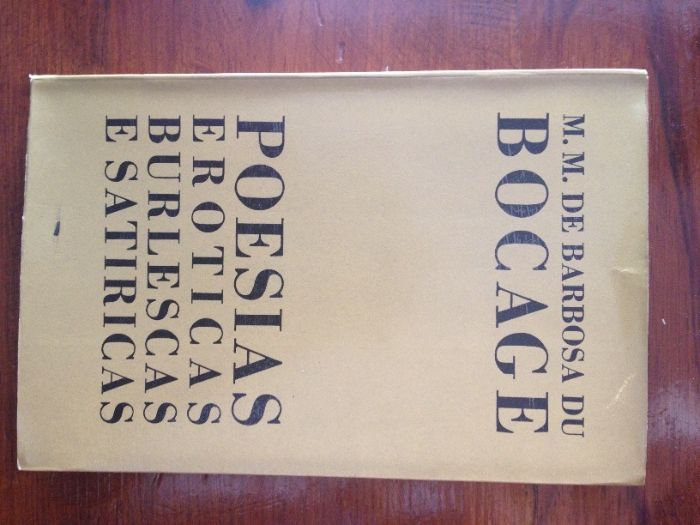 M. M. DE BARBOSA DU
BOCAGE
POESIAS
EROTICAS
BURLESCAS
E SATIRICAS